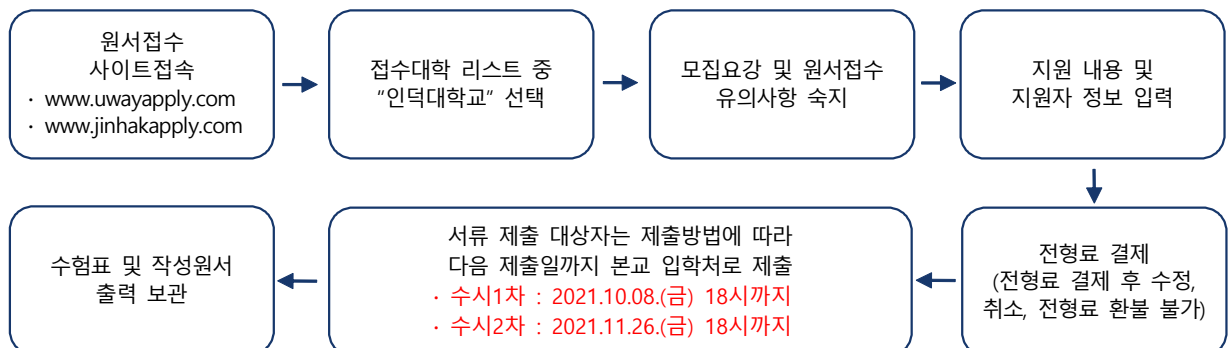 원서접수
사이트접속
· www.uwayapply.com
· www.jinhakapply.com
접수대학 리스트 중
"인덕대학교" 선택
모집요강 및 원서접수
유의사항 숙지
지원 내용 및
지원자 정보 입력
전형료 결제
(전형료 결제 후 수정,
취소, 전형료 환불 불가)
서류 제출 대상자는 제출방법에 따라
다음 제출일까지 본교 입학처로 제출
· 수시1차 : 2021.10.08.(금) 18시까지
· 수시2차 : 2021.11.26.(금) 18시까지
수험표 및 작성원서
출력 보관